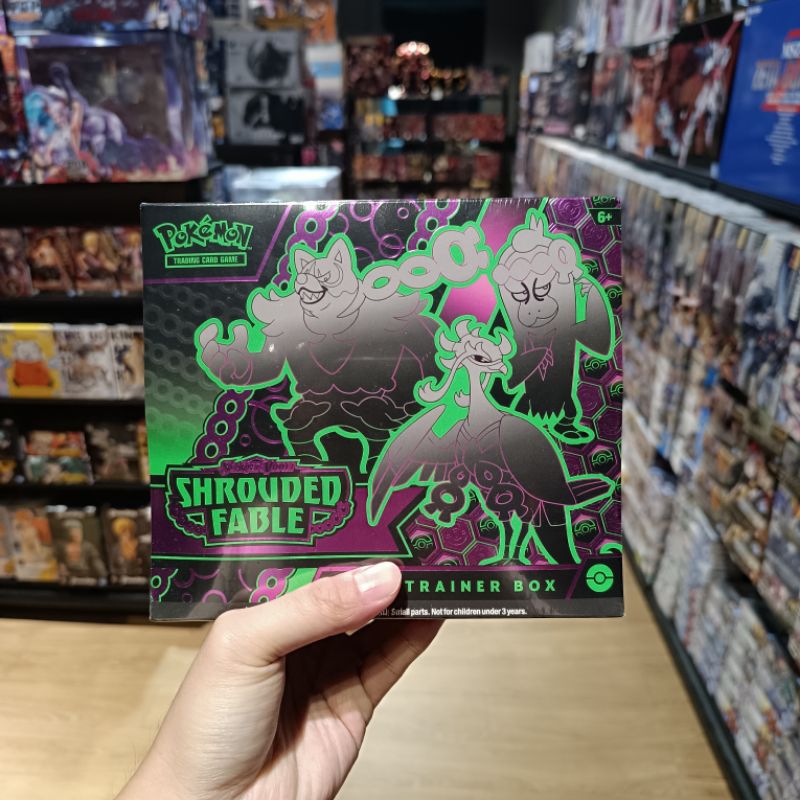 POKéMON
TRADING CARD GAME
6+
SHROUDED
FABLE
TRAINER BOX
Small parts. Not for children under 3 years.